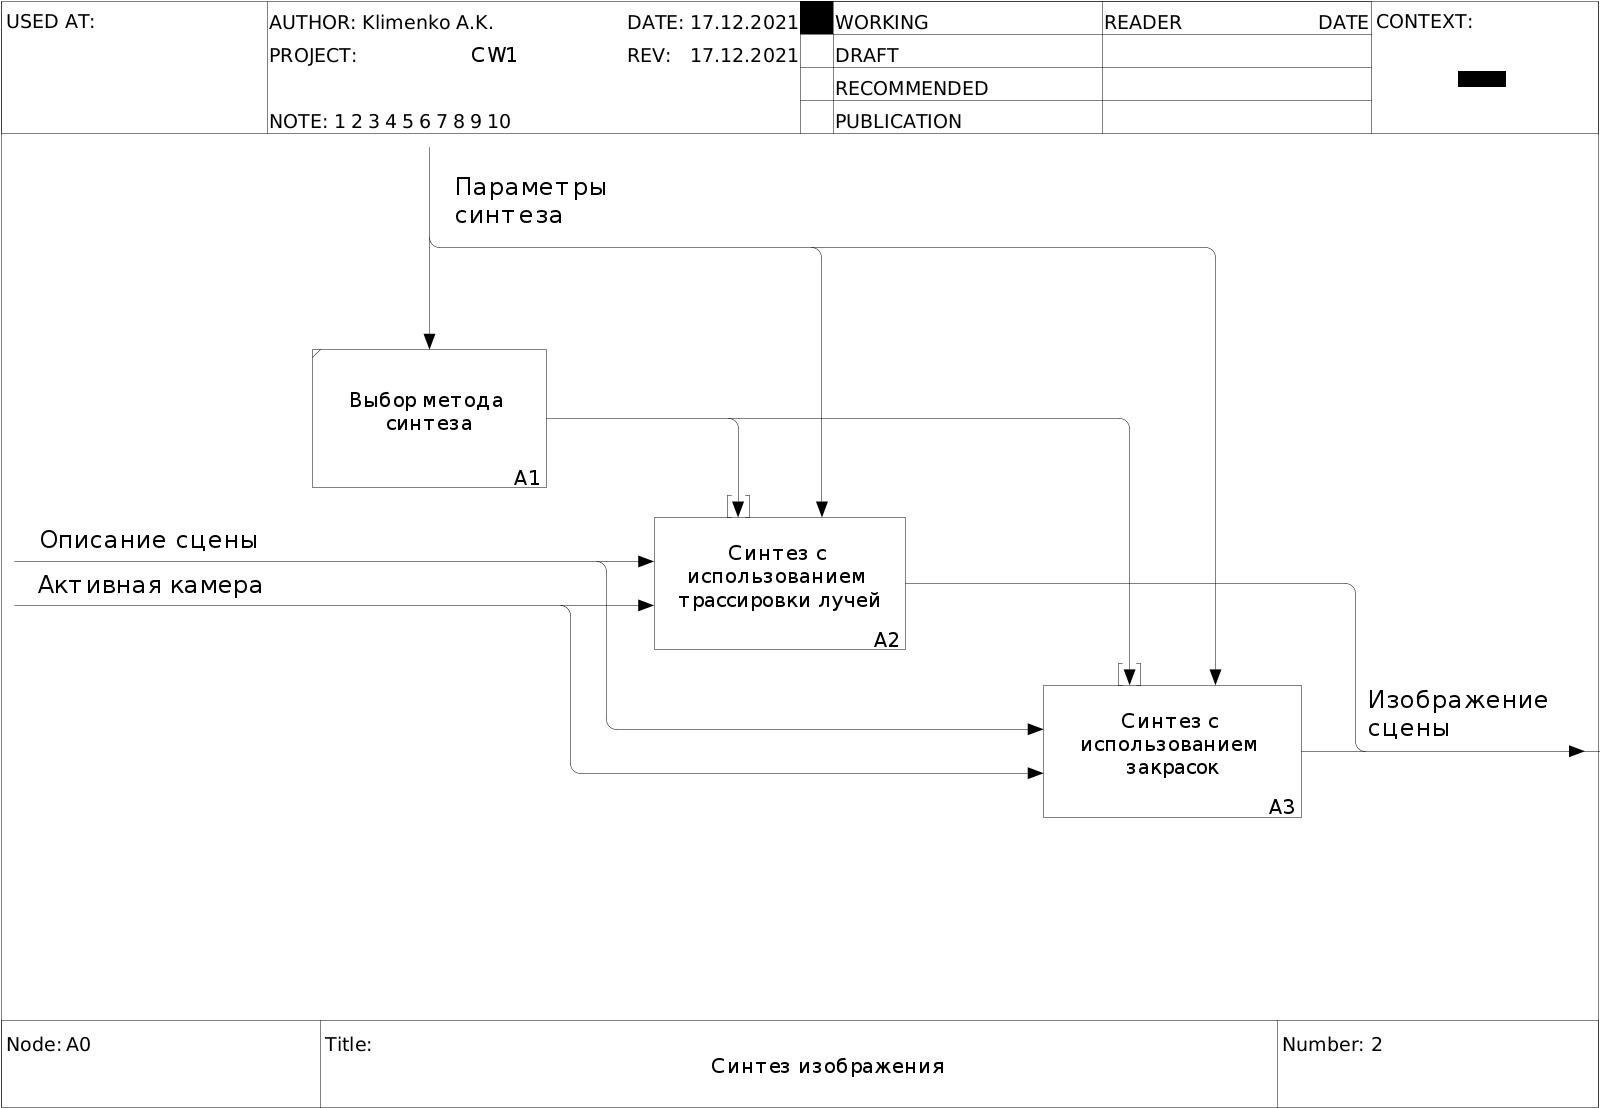 USED AT:
AUTHOR: Klimenko A.K.
DATE: 17.12.2021
WORKING
READER
DATE
CONTEXT:
PROJECT:
CW1
REV: 17.12.2021
DRAFT
RECOMMENDED
NOTE: 1 2 3 4 5 6 7 8 9 10
PUBLICATION
Параметры
синтеза
Выбор метода
синтеза
A1
Описание сцены
Активная камера
Синтез с
использованием
трассировки лучей
A2
Синтез с
использованием
закрасок
A3
Изображение
сцены
Node: A0
Title:
Синтез изображения
Number: 2